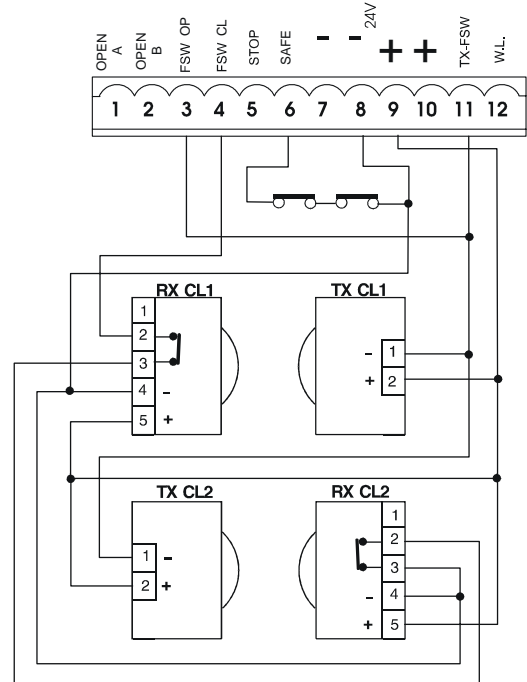 OPEN A
OPEN B
FSW OP
FSW CL
STOP
SAFE
-
-
24V
+
+
TX-FSW
W.L.
1 2 3 4 5 6 7 8 9 10 11 12
RX CL1
1
2
3
4 -
5 +
TX CL1
- 1
+ 2
TX CL2
1 -
2 +
RX CL2
1
2
3
- 4
+ 5